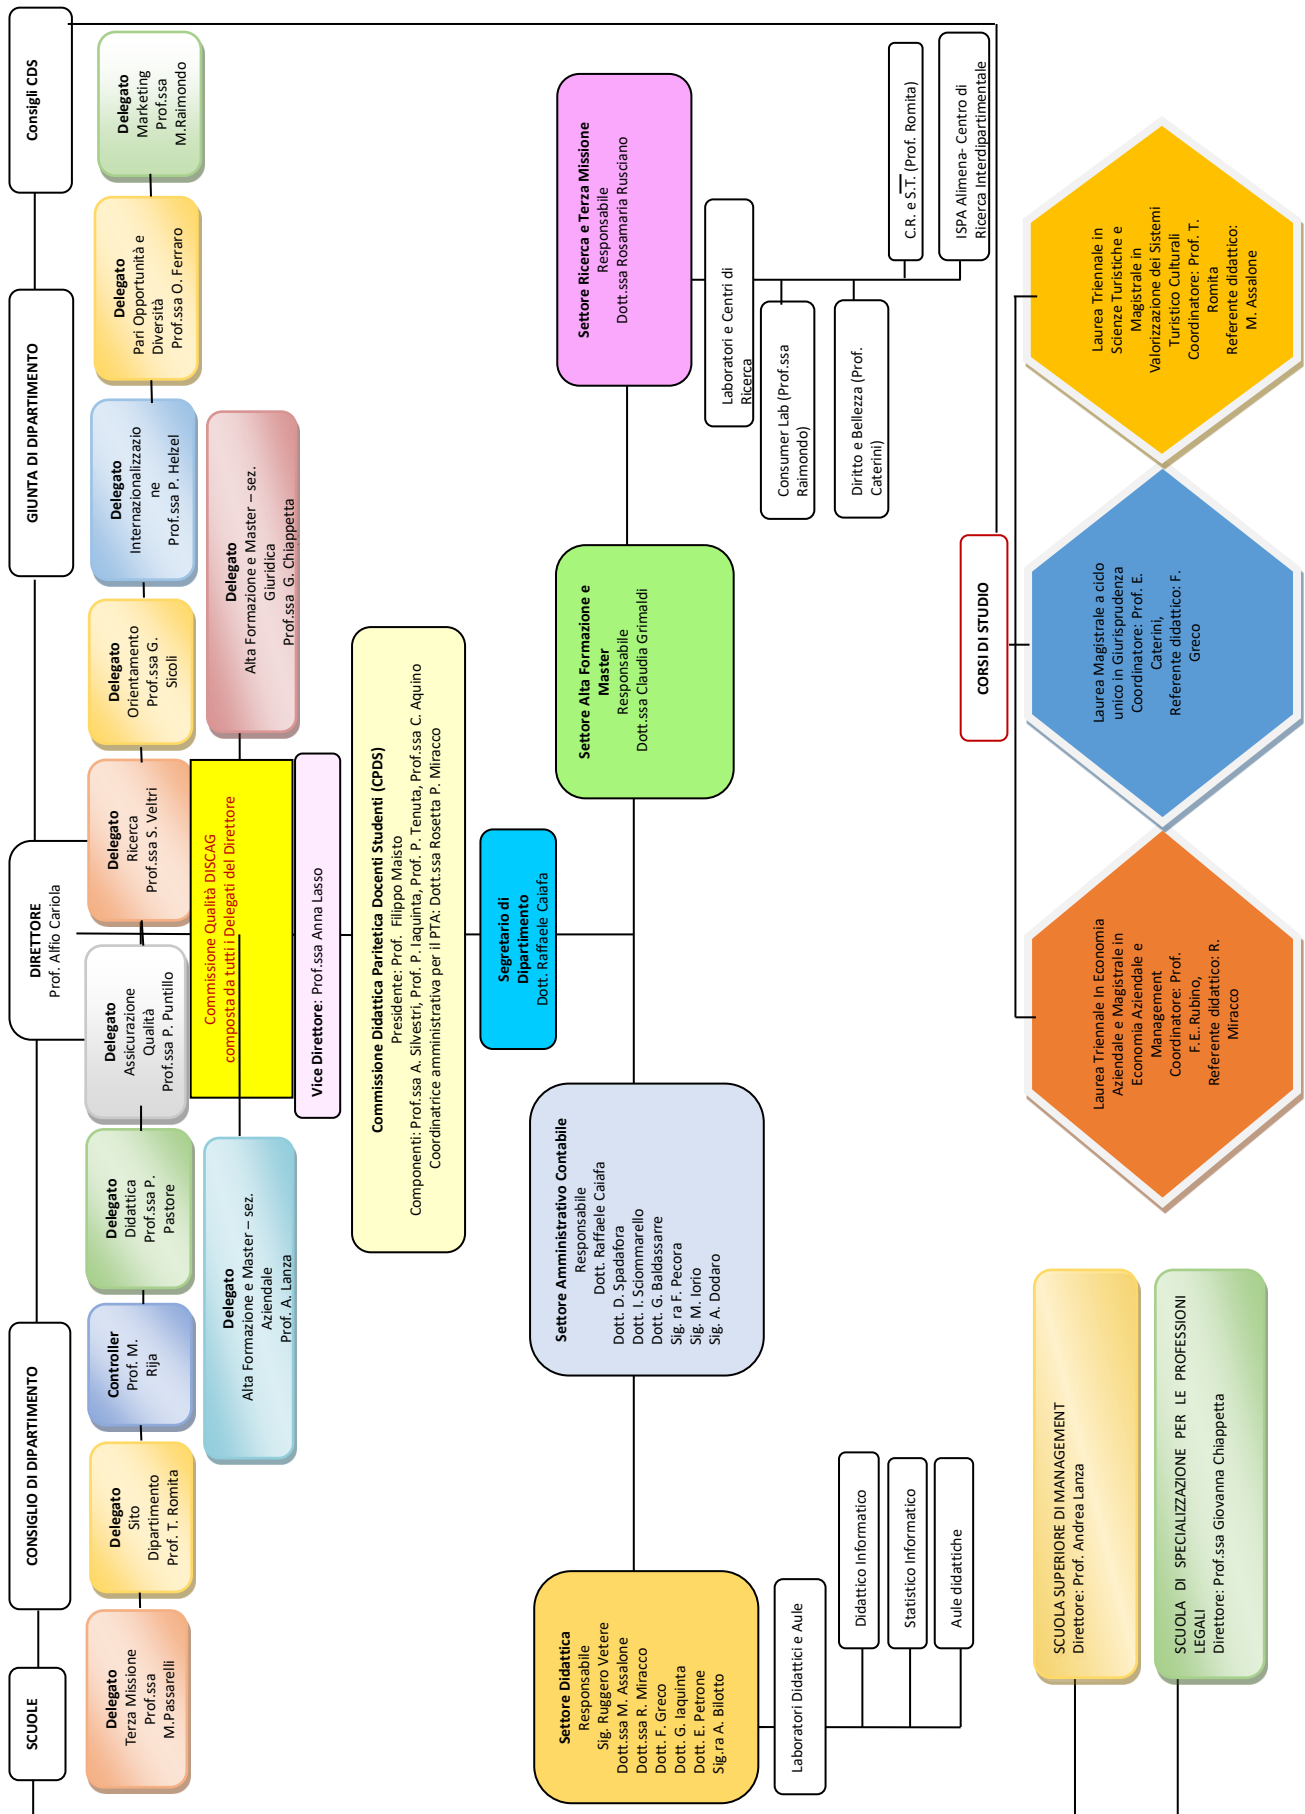 SCUOLE
CONSIGLIO DI DIPARTIMENTO
DIRETTORE
Prof. Alfio Cariola
GIUNTA DI DIPARTIMENTO
Consigli CDS
Delegato
Terza Missione
Prof.ssa
M.Passarelli
Delegato
Sito
Dipartimento
Prof. T. Romita
Controller
Prof. M.
Rija
Delegato
Didattica
Prof.ssa P.
Pastore
Delegato
Assicurazione
Qualità
Prof.ssa P. Puntillo
Delegato
Ricerca
Prof.ssa S. Veltri
Delegato
Orientamento
Prof.ssa G.
Sicoli
Delegato
Internazionalizzazio
ne
Prof.ssa P. Helzel
Delegato
Pari Opportunità e
Diversità
Prof.ssa O. Ferraro
Delegato
Marketing
Prof.ssa
M.Raimondo
Delegato
Alta Formazione e Master – sez.
Aziendale
Prof. A. Lanza
Commissione Qualità DISCAG
composta da tutti i Delegati del Direttore
Delegato
Alta Formazione e Master – sez.
Giuridica
Prof.ssa G. Chiappetta
Vice Direttore: Prof.ssa Anna Lasso
Commissione Didattica Paritetica Docenti Studenti (CPDS)
Presidente: Prof. Filippo Maisto
Componenti: Prof.ssa A. Silvestri, Prof. P. Iaquinta, Prof. P. Tenuta, Prof.ssa C. Aquino
Coordinatrice amministrativa per il PTA: Dott.ssa Rosetta P. Miracco
Segretario di
Dipartimento
Dott. Raffaele Caiafa
Settore Didattica
Responsabile
Sig. Ruggero Vetere
Dott.ssa M. Assalone
Dott.ssa R. Miracco
Dott. F. Greco
Dott. G. Iaquinta
Dott. E. Petrone
Sig.ra A. Bilotto
Settore Amministrativo Contabile
Responsabile
Dott. Raffaele Caiafa
Dott. D. Spadafora
Dott. I. Sciommarello
Dott. G. Baldassarre
Sig. ra F. Pecora
Sig. M. Iorio
Sig. A. Dodaro
Settore Alta Formazione e
Master
Responsabile
Dott.ssa Claudia Grimaldi
Settore Ricerca e Terza Missione
Responsabile
Dott.ssa Rosamaria Rusciano
Laboratori Didattici e Aule
Didattico Informatico
Statistico Informatico
Aule didattiche
Laboratori e Centri di
Ricerca
Consumer Lab (Prof.ssa
Raimondo)
Diritto e Bellezza (Prof.
Caterini)
C.R. e S.T. (Prof. Romita)
ISPA Alimena- Centro di
Ricerca Interdipartimentale
CORSI DI STUDIO
SCUOLA SUPERIORE DI MANAGEMENT
Direttore: Prof. Andrea Lanza
SCUOLA DI SPECIALIZZAZIONE PER LE PROFESSIONI
LEGALI
Direttore: Prof.ssa Giovanna Chiappetta
Laurea Triennale In Economia
Aziendale e Magistrale in
Economia Aziendale e
Management
Coordinatore: Prof.
F.E..Rubino,
Referente didattico: R.
Miracco
Laurea Magistrale a ciclo
unico in Giurisprudenza
Coordinatore: Prof. E.
Caterini,
Referente didattico: F.
Greco
Laurea Triennale in
Scienze Turistiche e
Magistrale in
Valorizzazione dei Sistemi
Turistico Culturali
Coordinatore: Prof. T.
Romita
Referente didattico:
M. Assalone